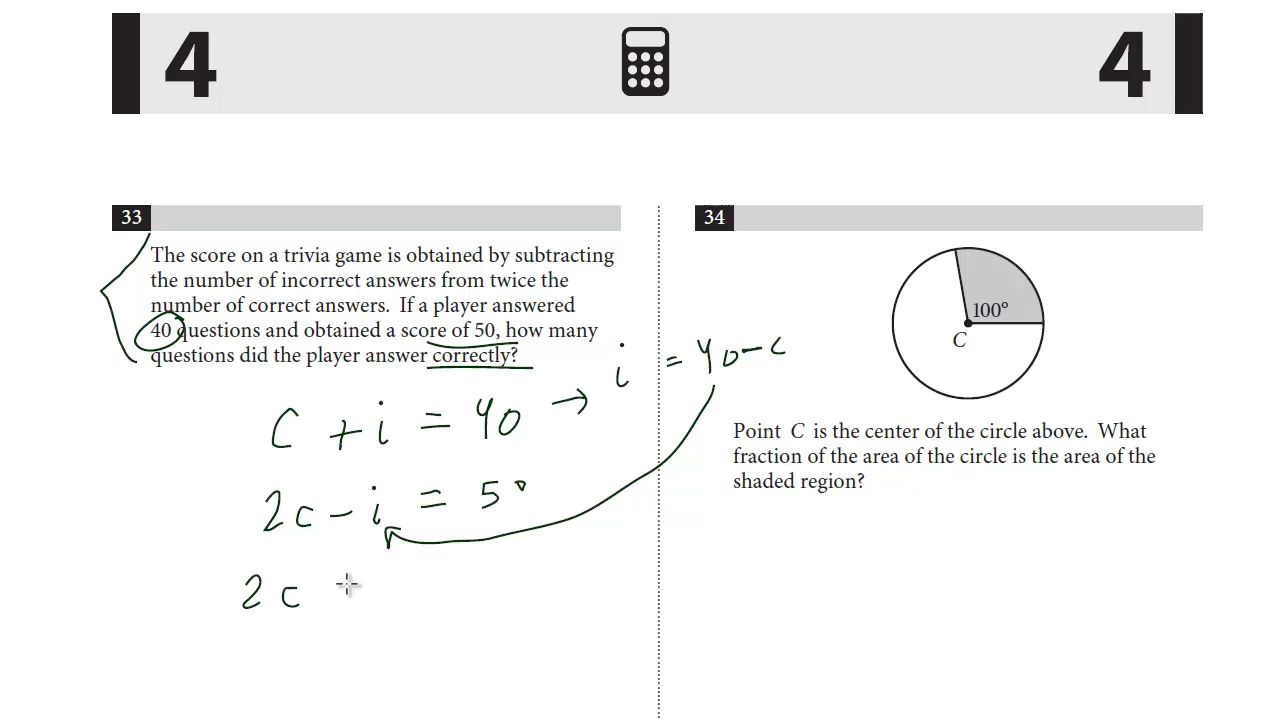 4 4
33
The score on a trivia game is obtained by subtracting
the number of incorrect answers from twice the
number of correct answers. If a player answered
40 questions and obtained a score of 50, how many
questions did the player answer correctly?
c + i = 40 → i = 40 - c
2c - i = 50
2c
34
100°
C
Point C is the center of the circle above. What
fraction of the area of the circle is the area of the
shaded region?